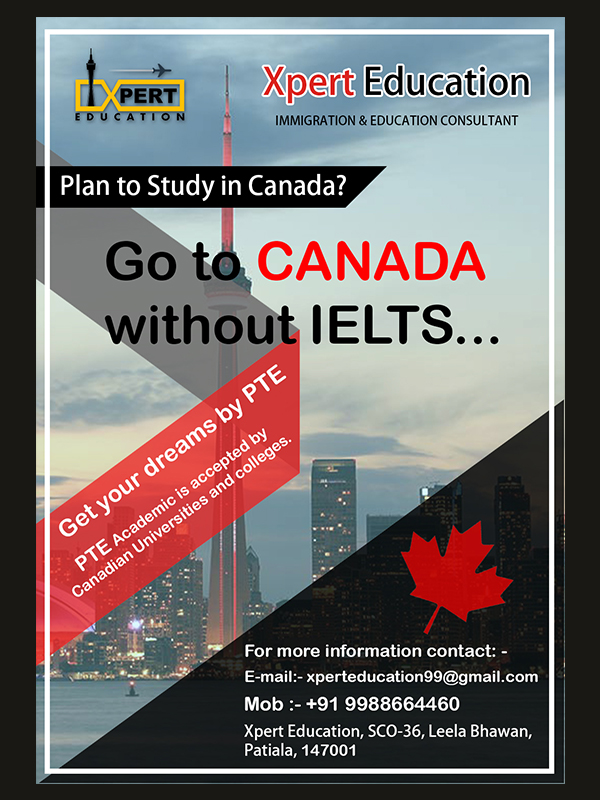 XPERT
EDUCATION
Xpert Education
IMMIGRATION & EDUCATION CONSULTANT
Plan to Study in Canada?
Go to CANADA
without IELTS...
Get your dreams by PTE
PTE Academic is accepted by
Canadian Universities and colleges.
For more information contact: -
E-mail:- xperteducation99@gmail.com
Mob :- +91 9988664460
Xpert Education, SCO-36, Leela Bhawan,
Patiala, 147001